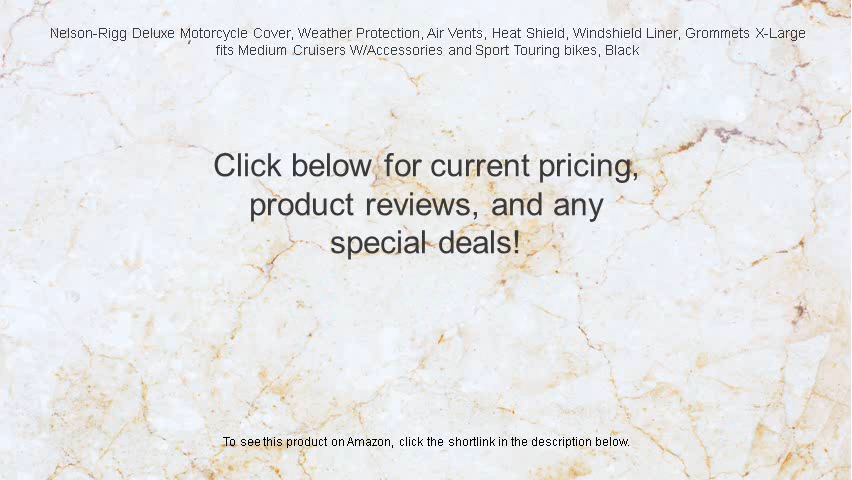 Nelson-Rigg Deluxe Motorcycle Cover, Weather Protection, Air Vents, Heat Shield, Windshield Liner, Grommets X-Large
fits Medium Cruisers W/Accessories and Sport Touring bikes, Black
Click below for current pricing,
product reviews, and any
special deals!
To see this product on Amazon, click the shortlink in the description below.